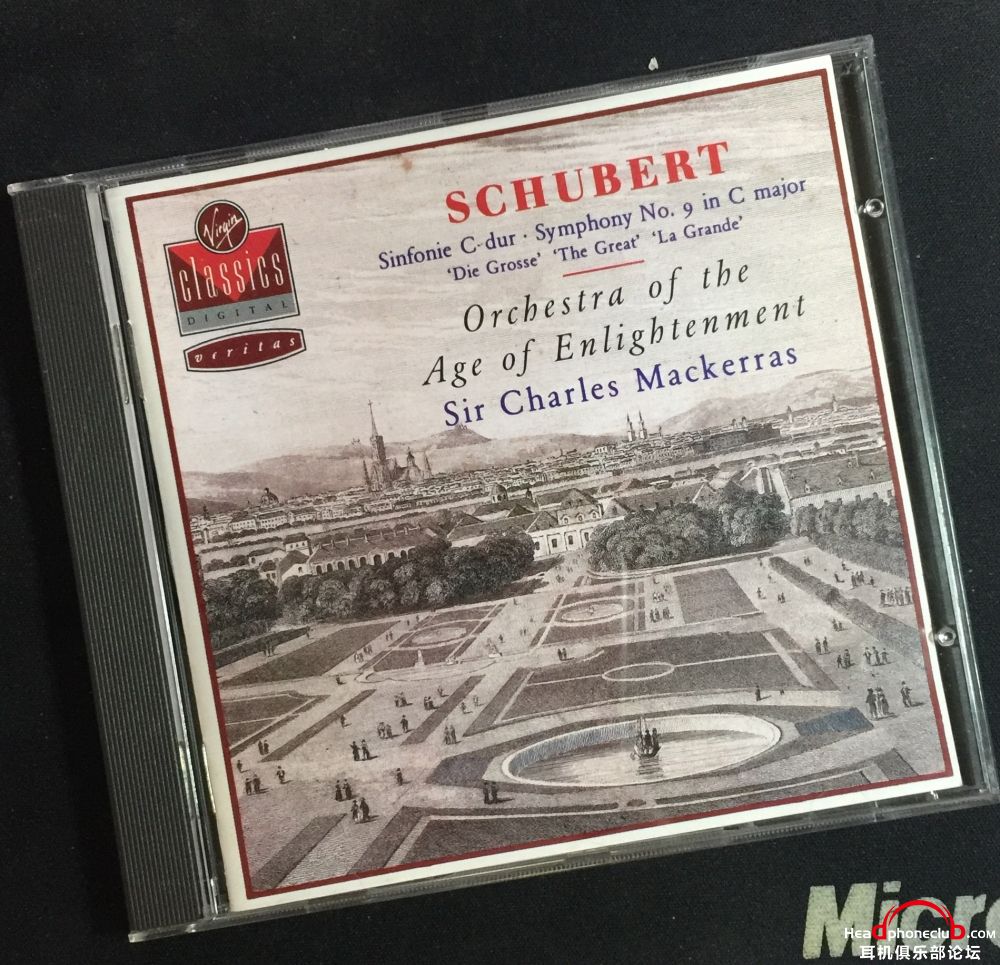 SCHUBERT
Sinfonie C-dur · Symphony No. 9 in C major
‘Die Grosse’ ‘The Great’ ‘La Grande’
Orchestra of the
Age of Enlightenment
Sir Charles Mackerras
Virgin
classics
DIGITAL
veritas
Micro
Headphoneclub.com
耳机俱乐部论坛